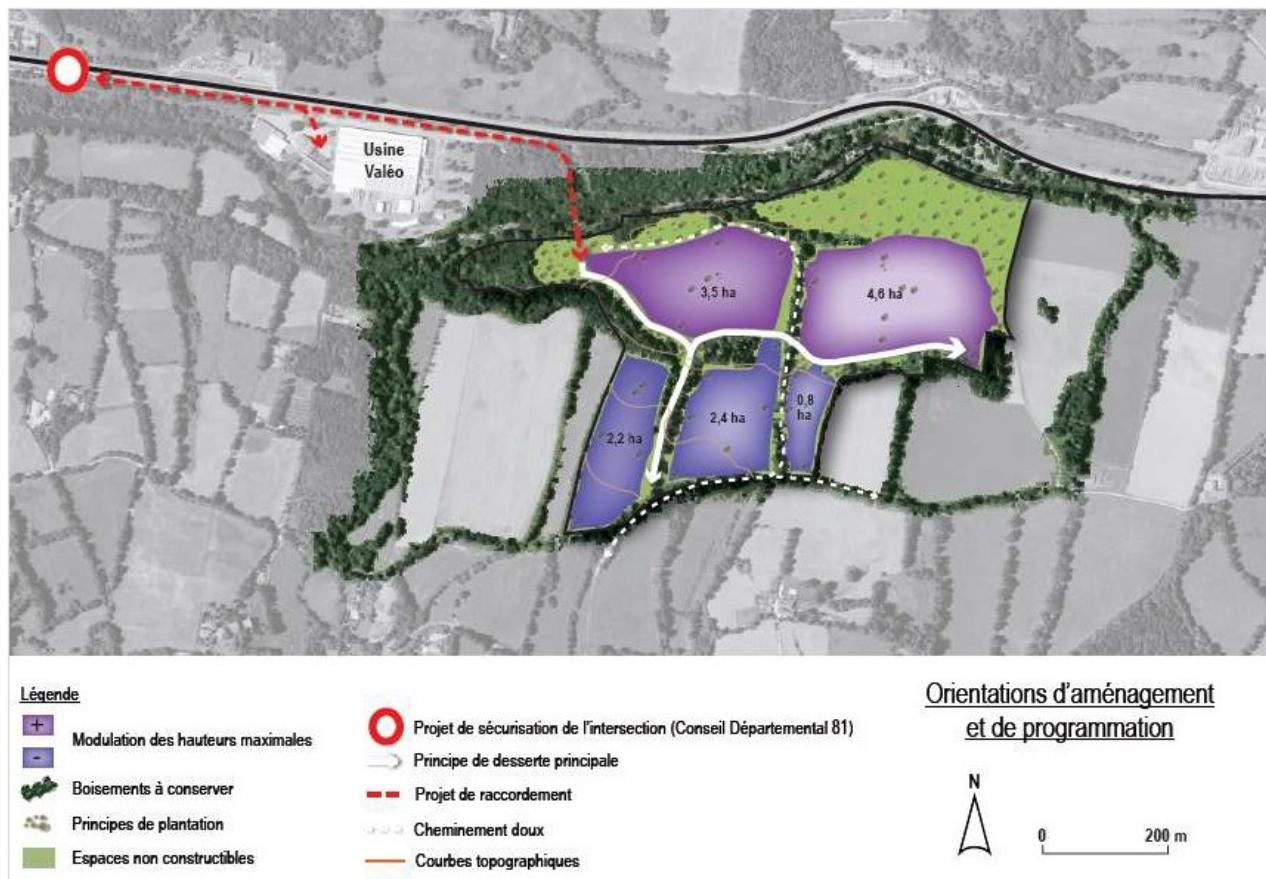 Usine
Valéo
3,5 ha
4,6 ha
2,2 ha
2,4 ha
0,8
ha
Légende
+
-
Modulation des hauteurs maximales
Boisements à conserver
Principes de plantation
Espaces non constructibles
Projet de sécurisation de l'intersection (Conseil Départemental 81)
Principe de desserte principale
Projet de raccordement
Cheminement doux
Courbes topographiques
Orientations d'aménagement
et de programmation
N
0 200 m